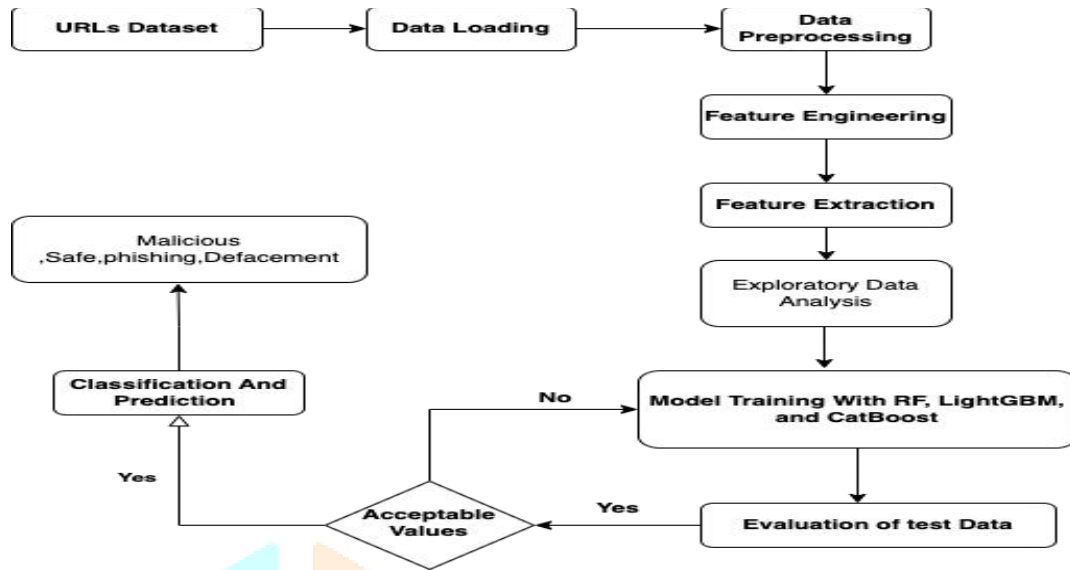 URLs Dataset
Data Loading
Data
Preprocessing
Feature Engineering
Feature Extraction
Malicious
,Safe,phishing,Defacement
Exploratory Data
Analysis
Classification And
Prediction
No
Model Training With RF, LightGBM,
and CatBoost
Yes
Acceptable
Values
Yes
Evaluation of test Data